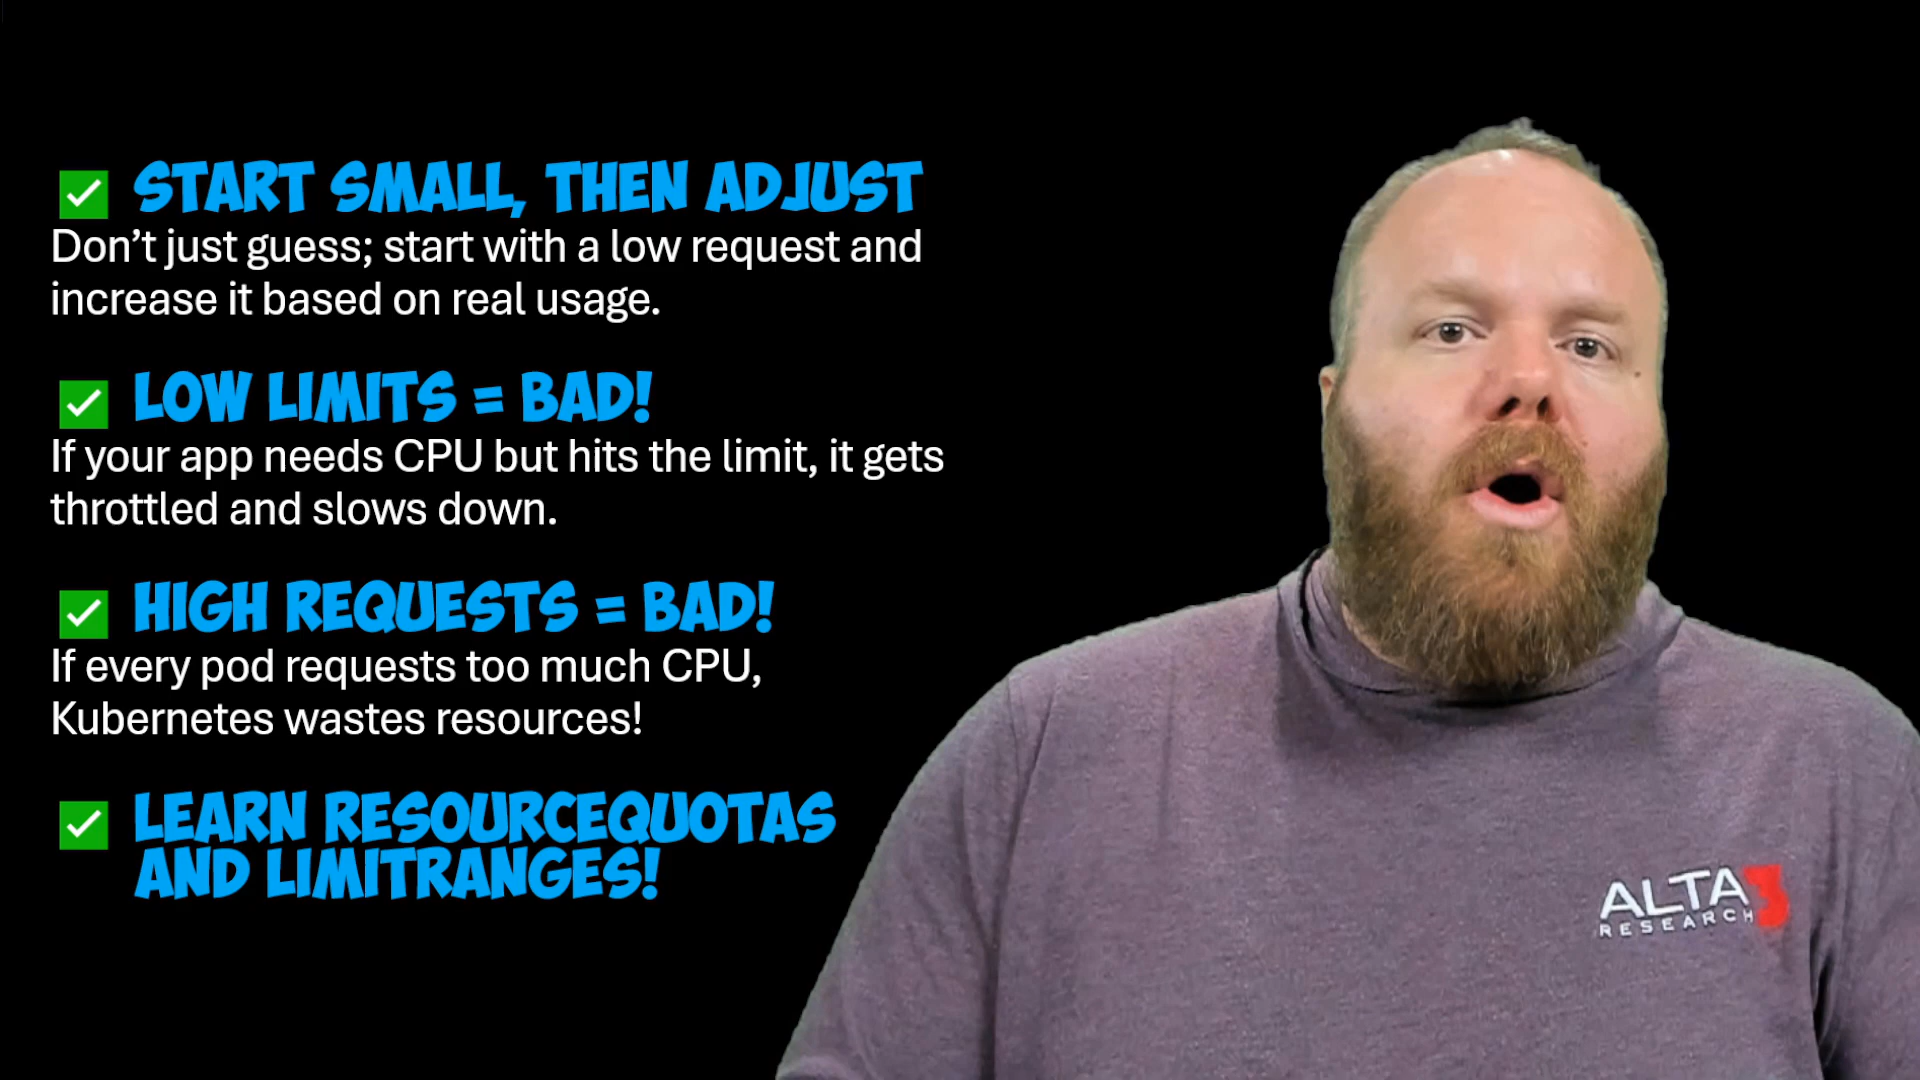 ✅ START SMALL, THEN ADJUST
Don’t just guess; start with a low request and
increase it based on real usage.
✅ LOW LIMITS = BAD!
If your app needs CPU but hits the limit, it gets
throttled and slows down.
✅ HIGH REQUESTS = BAD!
If every pod requests too much CPU,
Kubernetes wastes resources!
✅ LEARN RESOURCEQUOTAS
AND LIMITRANGES!
ALTA3
RESEARCH